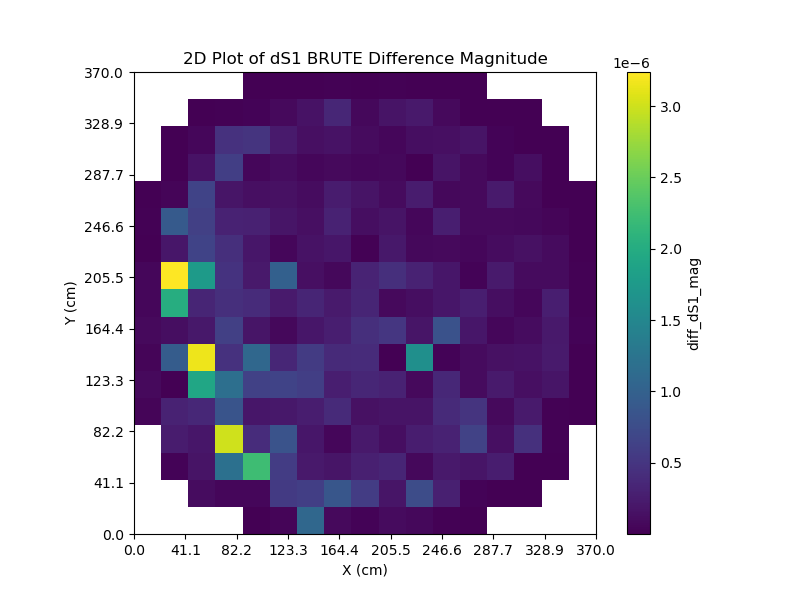 2D Plot of dS1 BRUTE Difference Magnitude
1e−6
370.0
328.9
287.7
246.6
205.5
164.4
123.3
82.2
41.1
0.0
Y (cm)
0.0 41.1 82.2 123.3 164.4 205.5 246.6 287.7 328.9 370.0
X (cm)
3.0
2.5
2.0
1.5
1.0
0.5
diff_dS1_mag